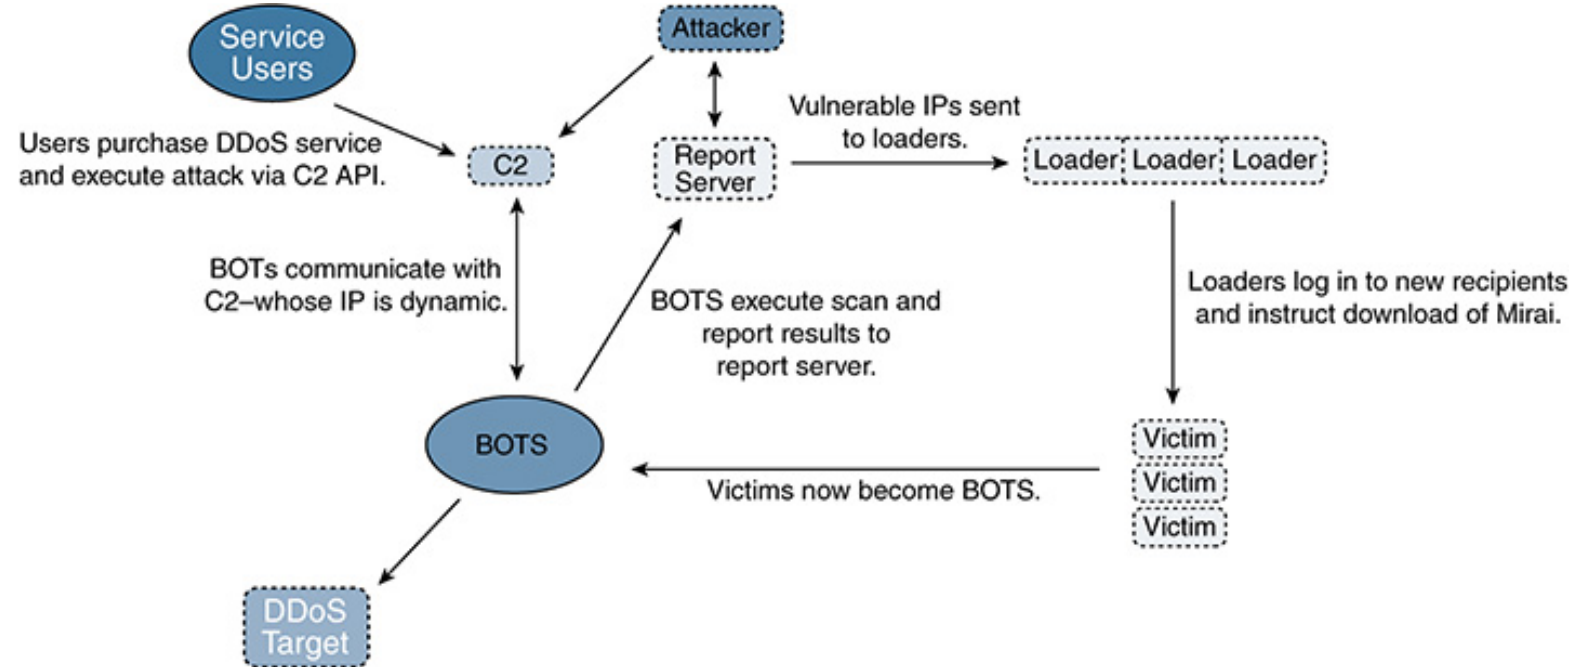 Service
Users
Attacker
Users purchase DDoS service
and execute attack via C2 API.
C2
Report
Server
Vulnerable IPs sent
to loaders.
Loader Loader Loader
BOTs communicate with
C2–whose IP is dynamic.
BOTS execute scan and
report results to
report server.
Loaders log in to new recipients
and instruct download of Mirai.
BOTS
Victim
Victim
Victim
Victims now become BOTS.
DDoS
Target